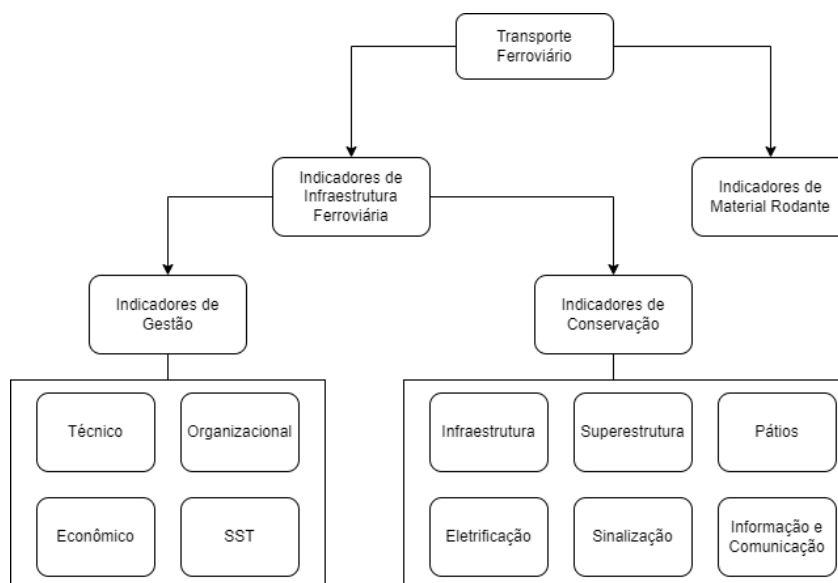 Transporte
Ferroviário
Indicadores de
Infraestrutura
Ferroviária
Indicadores de
Material Rodante
Indicadores de
Gestão
Indicadores de
Conservação
Técnico
Organizacional
Infraestrutura
Superestrutura
Pátios
Econômico
SST
Eletrificação
Sinalização
Informação e
Comunicação